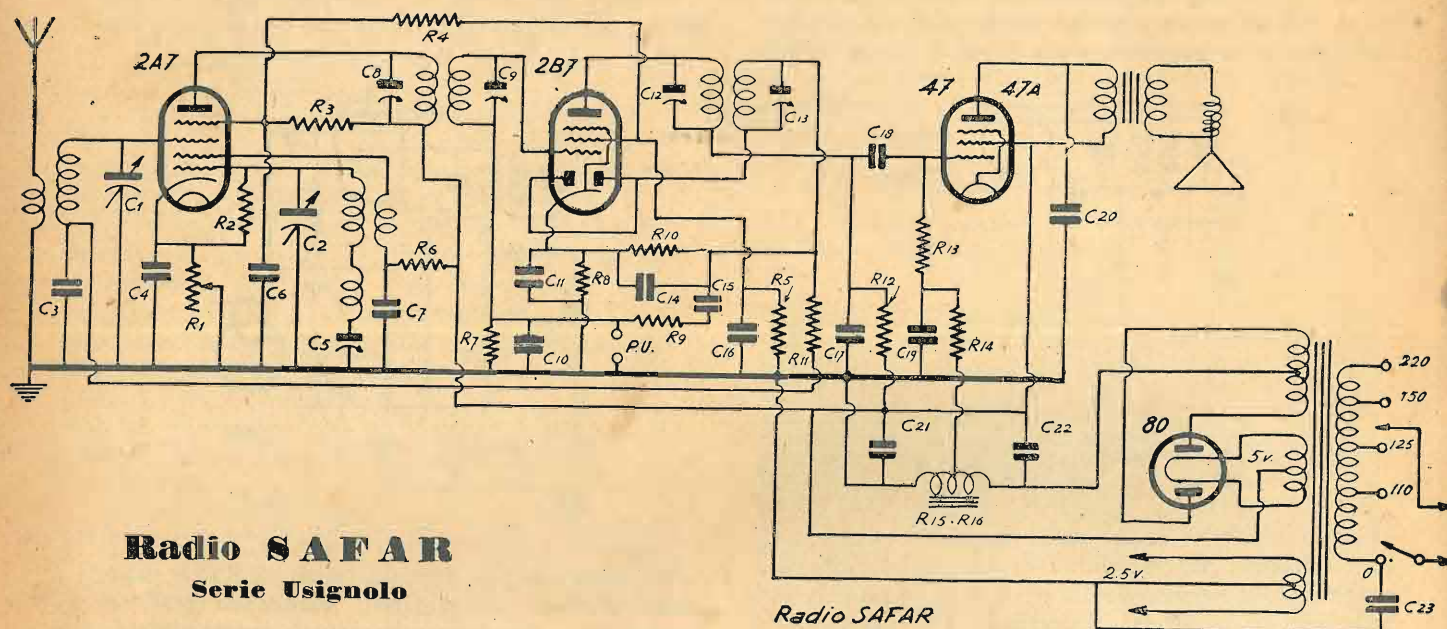 R4
2A7
C8
C9
2B7
C12
C13
47
47A
R3
C18
C1
R2
C2
C20
R6
R10
R13
C3
C4
C6
C7
C11
R8
C14
C15
R5
R12
R1
C5
R7
C10
P.U.
R9
C16
R11
C17
C19
R14
220
150
80
C21
C22
125
5v.
110
R15.R16
Radio SAFAR
Serie Usignolo
2.5v.
0
C23
Radio SAFAR